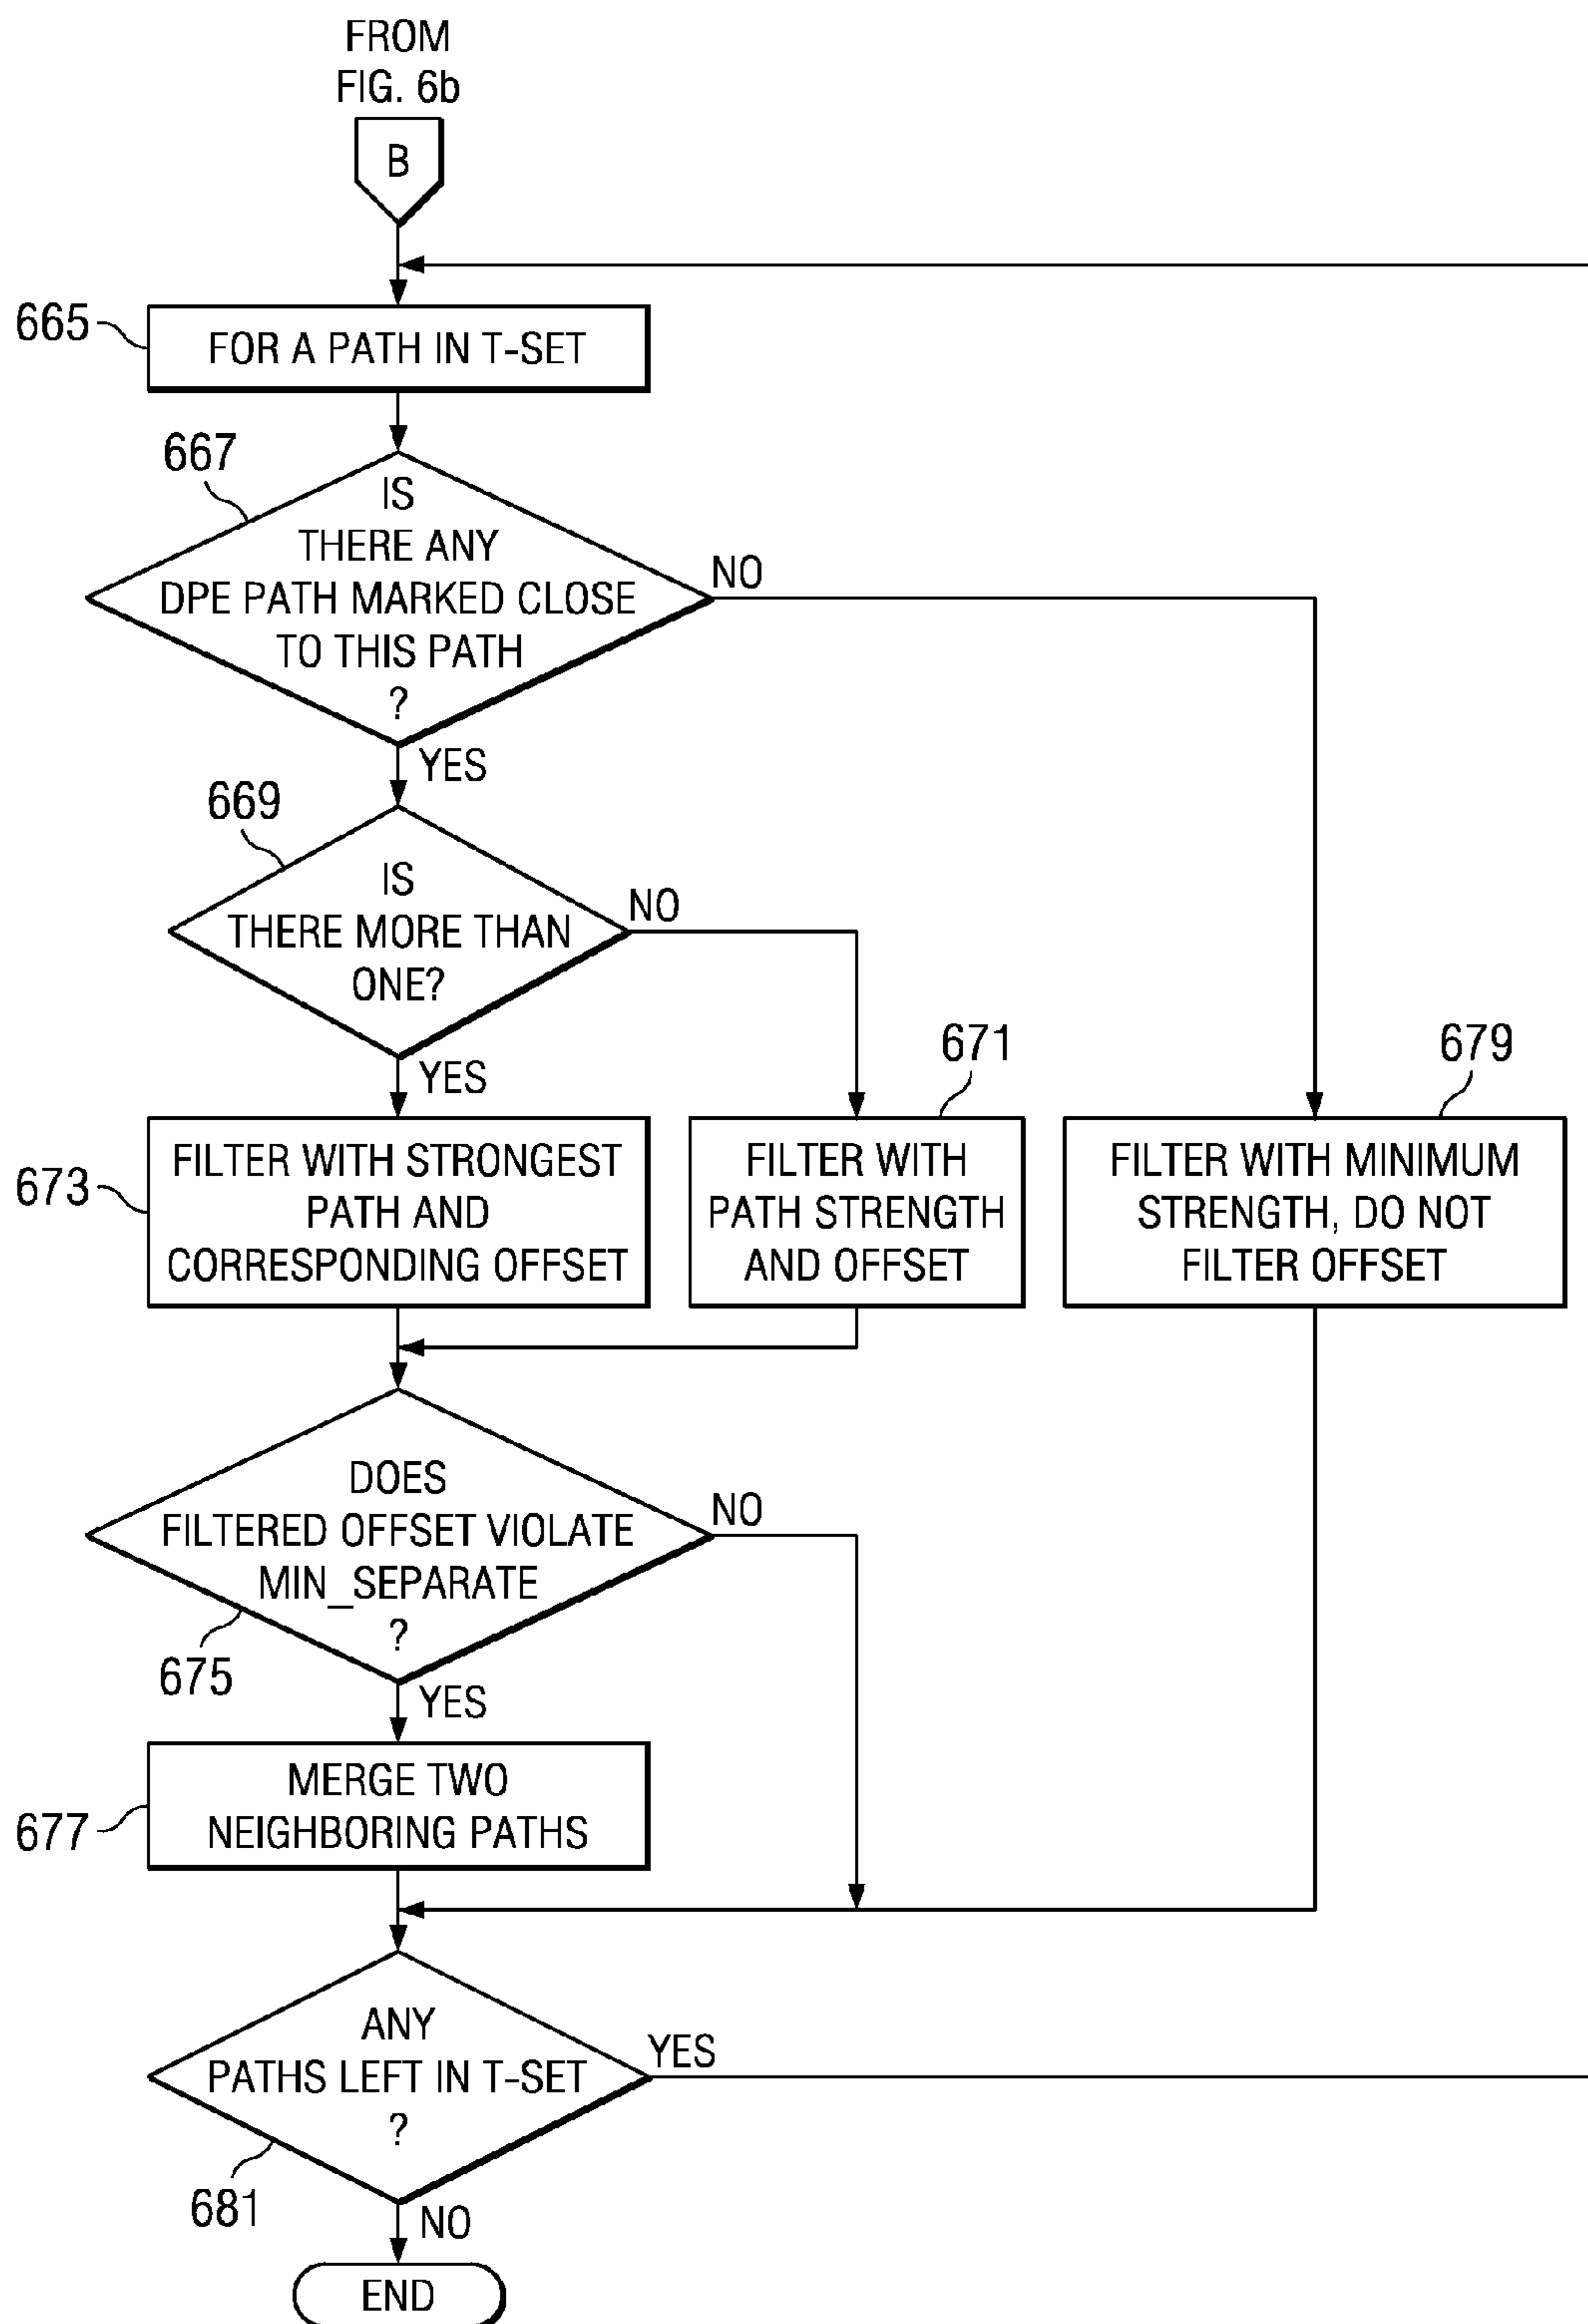 FROM
FIG. 6b
B
665
FOR A PATH IN T-SET
667
IS
THERE ANY
DPE PATH MARKED CLOSE
TO THIS PATH
?
NO
YES
669
IS
THERE MORE THAN
ONE?
NO
YES
671
679
673
FILTER WITH STRONGEST
PATH AND
CORRESPONDING OFFSET
FILTER WITH
PATH STRENGTH
AND OFFSET
FILTER WITH MINIMUM
STRENGTH, DO NOT
FILTER OFFSET
DOES
FILTERED OFFSET VIOLATE
MIN_SEPARATE
?
NO
675
YES
677
MERGE TWO
NEIGHBORING PATHS
ANY
PATHS LEFT IN T-SET
?
YES
681
NO
END